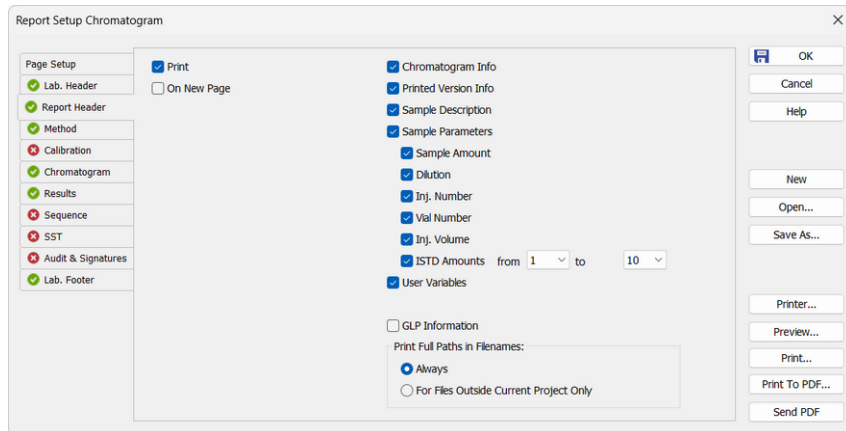 Report Setup Chromatogram
Page Setup
Lab. Header
Report Header
Method
Calibration
Chromatogram
Results
Sequence
SST
Audit & Signatures
Lab. Footer
Print
On New Page
Chromatogram Info
Printed Version Info
Sample Description
Sample Parameters
Sample Amount
Dilution
Inj. Number
Vial Number
Inj. Volume
ISTD Amounts from 1 to 10
User Variables
GLP Information
Print Full Paths in Filenames:
Always
For Files Outside Current Project Only
OK
Cancel
Help
New
Open...
Save As...
Printer...
Preview...
Print...
Print To PDF...
Send PDF